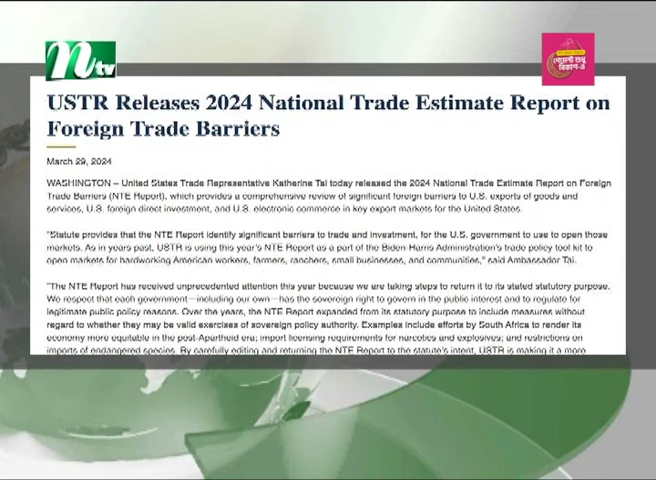 ntv
USTR Releases 2024 National Trade Estimate Report on
Foreign Trade Barriers
March 29, 2024
WASHINGTON – United States Trade Representative Katherine Tai today released the 2024 National Trade Estimate Report on Foreign
Trade Barriers (NTE Report), which provides a comprehensive review of significant foreign barriers to U.S. exports of goods and
services, U.S. foreign direct investment, and U.S. electronic commerce in key export markets for the United States.
"Statute provides that the NTE Report identify significant barriers to trade and investment, for the U.S. government to use to open those
markets. As in years past, USTR is using this year's NTE Report as a part of the Biden-Harris Administration's trade policy tool kit to
open markets for hardworking American workers, farmers, ranchers, small businesses, and communities," said Ambassador Tai.
"The NTE Report has received unprecedented attention this year because we are taking steps to return it to its stated statutory purpose.
We respect that each government—including our own—has the sovereign right to govern in the public interest and to regulate for
legitimate public policy reasons. Over the years, the NTE Report expanded from its statutory purpose to include measures without
regard to whether they may be valid exercises of sovereign policy authority. Examples include efforts by South Africa to render its
economy more equitable in the post-Apartheid era; import licensing requirements for narcotics and explosives; and restrictions on
imports of endangered species. By carefully editing and returning the NTE Report to the statute's intent, USTR is making it a more